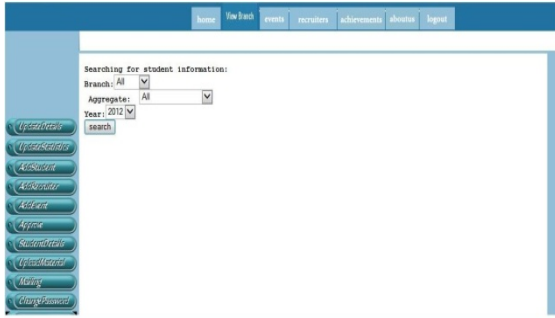 home View Branch events recruiters achievements aboutus logout
Searching for student information:
Branch: All
Aggregate: All
Year: 2012
search
UpdateDetails
UpdateStatistics
AddStudent
AddRecruiter
AddEvent
Approve
StudentDetails
UploadMaterial
Mailing
ChangePassword